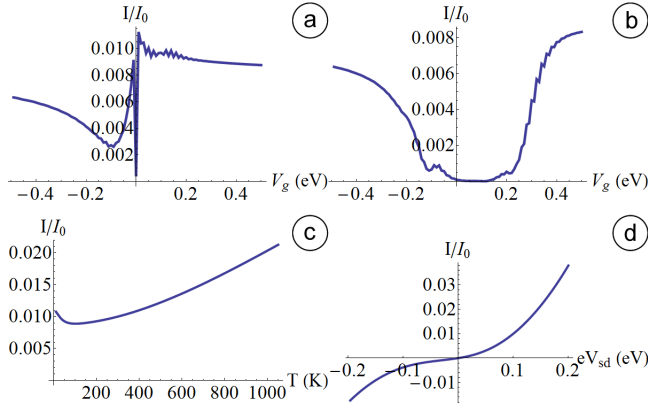 I/I₀
a
0.010
0.008
0.006
0.004
0.002
−0.4 −0.2 0.2 0.4
V_g (eV)
I/I₀
b
0.008
0.006
0.004
0.002
−0.4 −0.2 0.2 0.4
V_g (eV)
I/I₀
c
0.020
0.015
0.010
0.005
200 400 600 800 1000
T (K)
I/I₀
d
0.03
0.02
0.01
−0.2 −0.1 0.1 0.2
eV_sd (eV)
−0.01